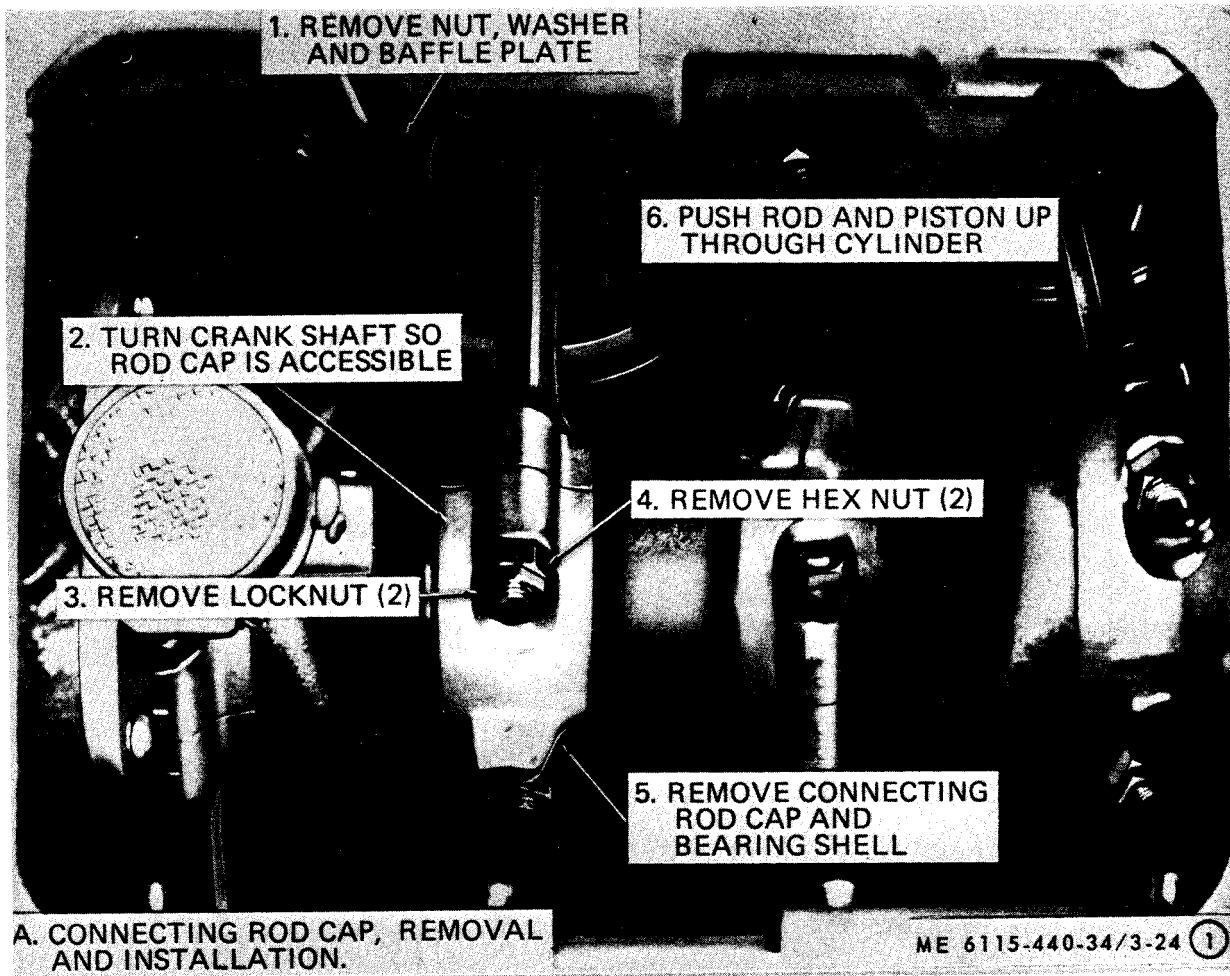 1. REMOVE NUT, WASHER
AND BAFFLE PLATE
6. PUSH ROD AND PISTON UP
THROUGH CYLINDER
2. TURN CRANK SHAFT SO
ROD CAP IS ACCESSIBLE
4. REMOVE HEX NUT (2)
3. REMOVE LOCKNUT (2)
5. REMOVE CONNECTING
ROD CAP AND
BEARING SHELL
A. CONNECTING ROD CAP, REMOVAL
AND INSTALLATION.
ME 6115-440-34/3-24 1